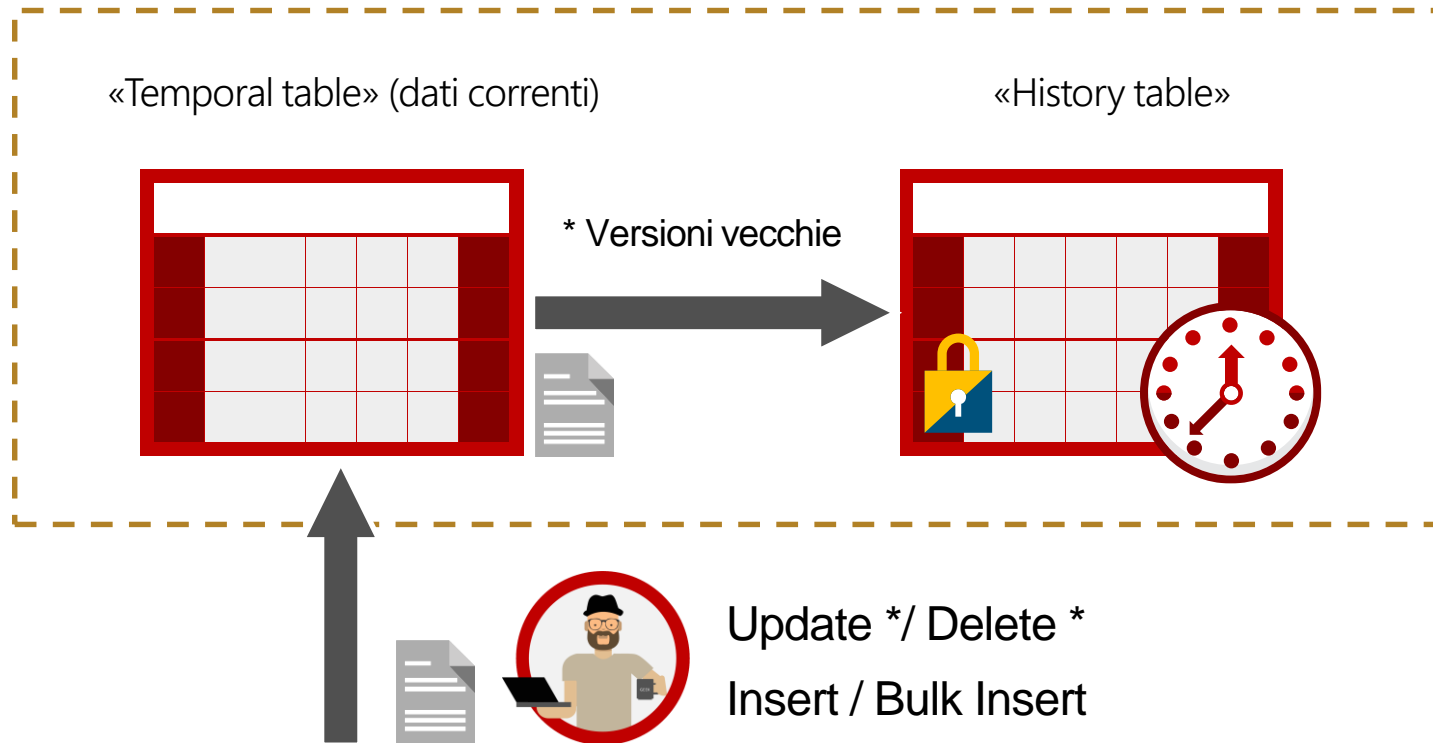 «Temporal table» (dati correnti)
«History table»
* Versioni vecchie
Update */ Delete *
Insert / Bulk Insert